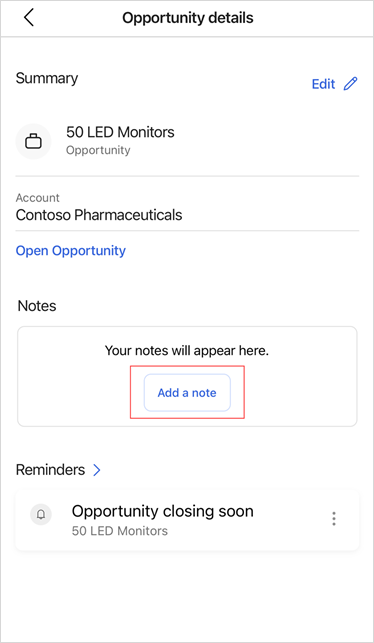 Opportunity details
Summary
Edit
50 LED Monitors
Opportunity
Account
Contoso Pharmaceuticals
Open Opportunity
Notes
Your notes will appear here.
Add a note
Reminders
Opportunity closing soon
50 LED Monitors